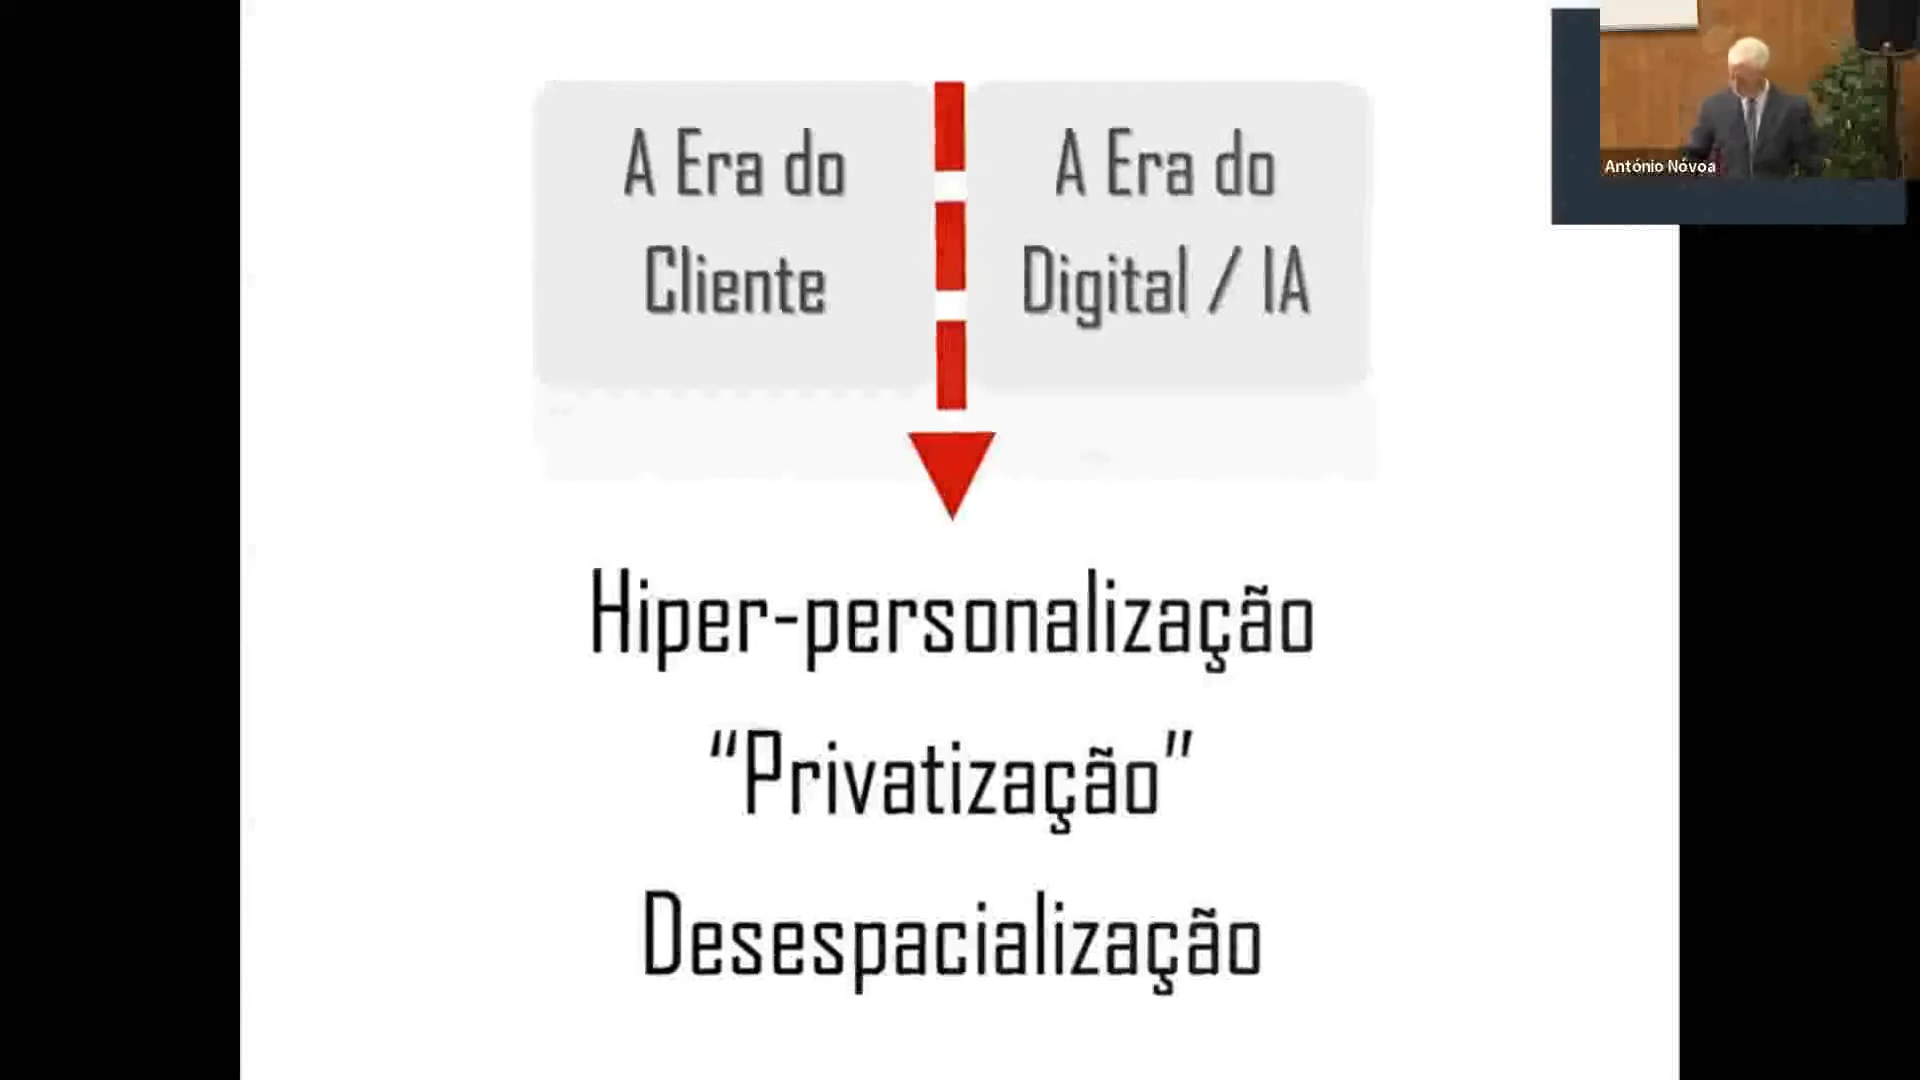 A Era do
Cliente
A Era do
Digital / IA
Hiper-personalização
“Privatização”
Desespacialização
António Nóvoa